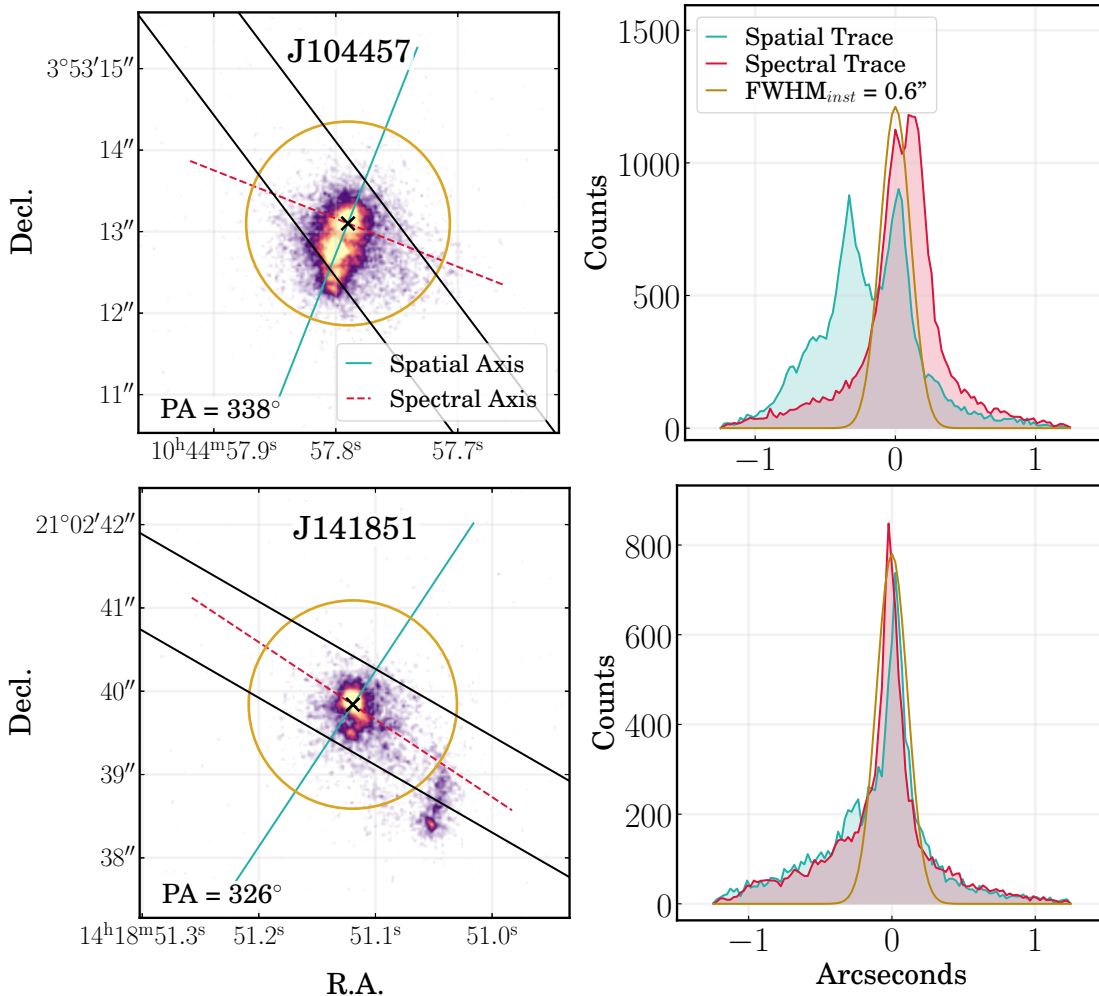 J104457
3°53′15″
14″
13″
12″
11″
Decl.
Spatial Axis
Spectral Axis
PA = 338°
10ʰ44ᵐ57.9ˢ
57.8ˢ
57.7ˢ
1500
1000
500
0
Counts
Spatial Trace
Spectral Trace
FWHMᵢₙₛₜ = 0.6”
−1
0
1
J141851
21°02′42″
41″
40″
39″
38″
Decl.
PA = 326°
14ʰ18ᵐ51.3ˢ
51.2ˢ
51.1ˢ
51.0ˢ
R.A.
800
600
400
200
0
Counts
−1
0
1
Arcseconds